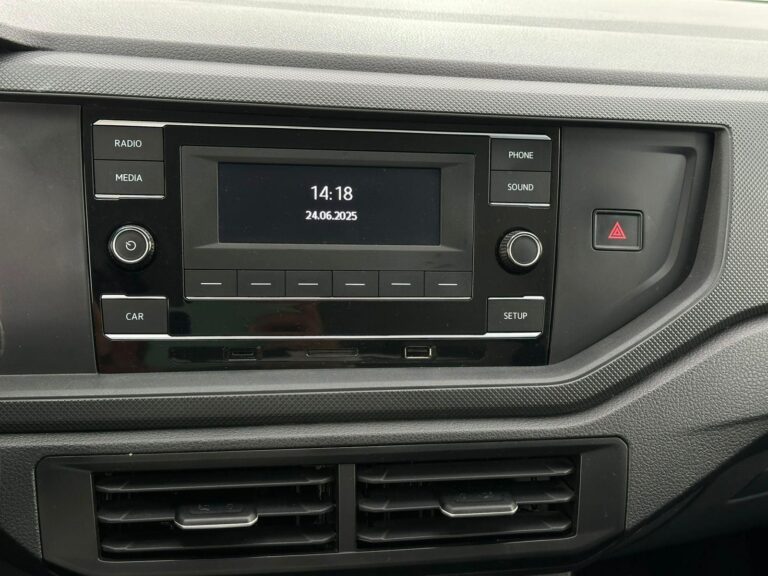 RADIO
MEDIA
14:18
24.06.2025
PHONE
SOUND
CAR
SETUP